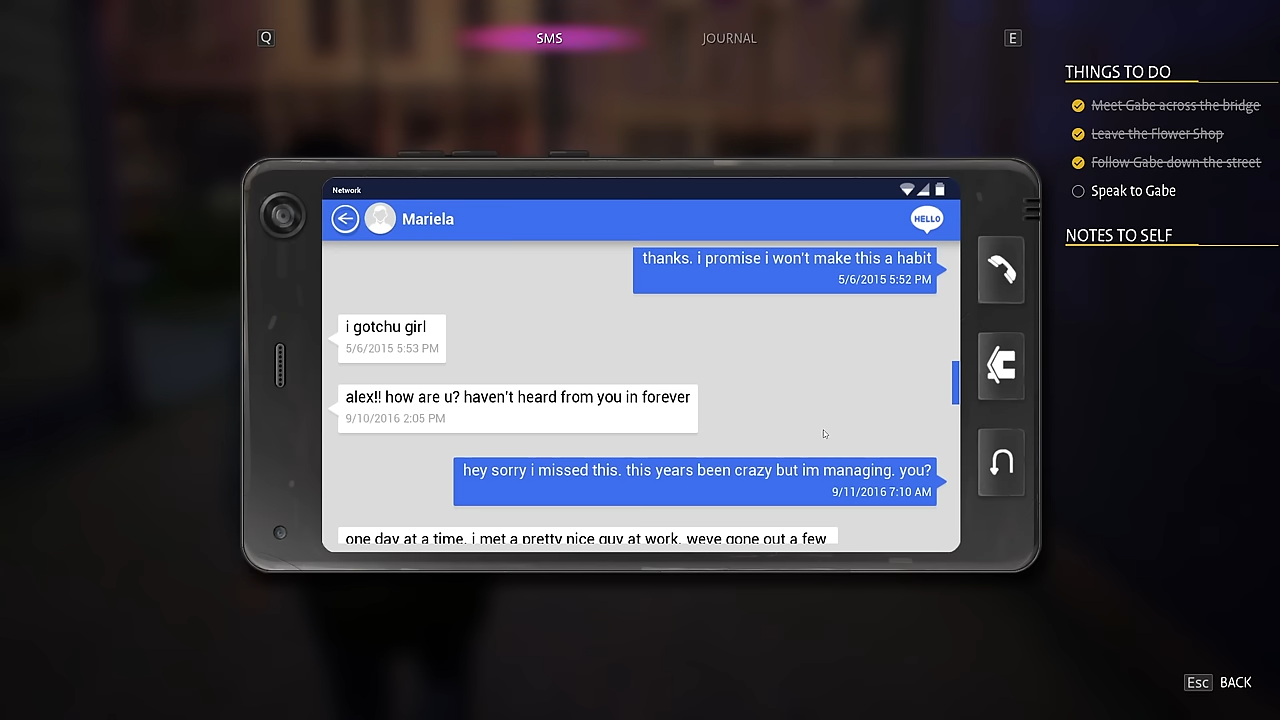 Q
SMS
JOURNAL
E
THINGS TO DO
Meet Gabe across the bridge
Leave the Flower Shop
Follow Gabe down the street
Speak to Gabe
NOTES TO SELF
Network
Mariela
HELLO
thanks. i promise i won't make this a habit
5/6/2015 5:52 PM
i gotchu girl
5/6/2015 5:53 PM
alex!! how are u? haven't heard from you in forever
9/10/2016 2:05 PM
hey sorry i missed this. this years been crazy but im managing. you?
9/11/2016 7:10 AM
one day at a time. i met a pretty nice guy at work. weve gone out a few
Esc BACK